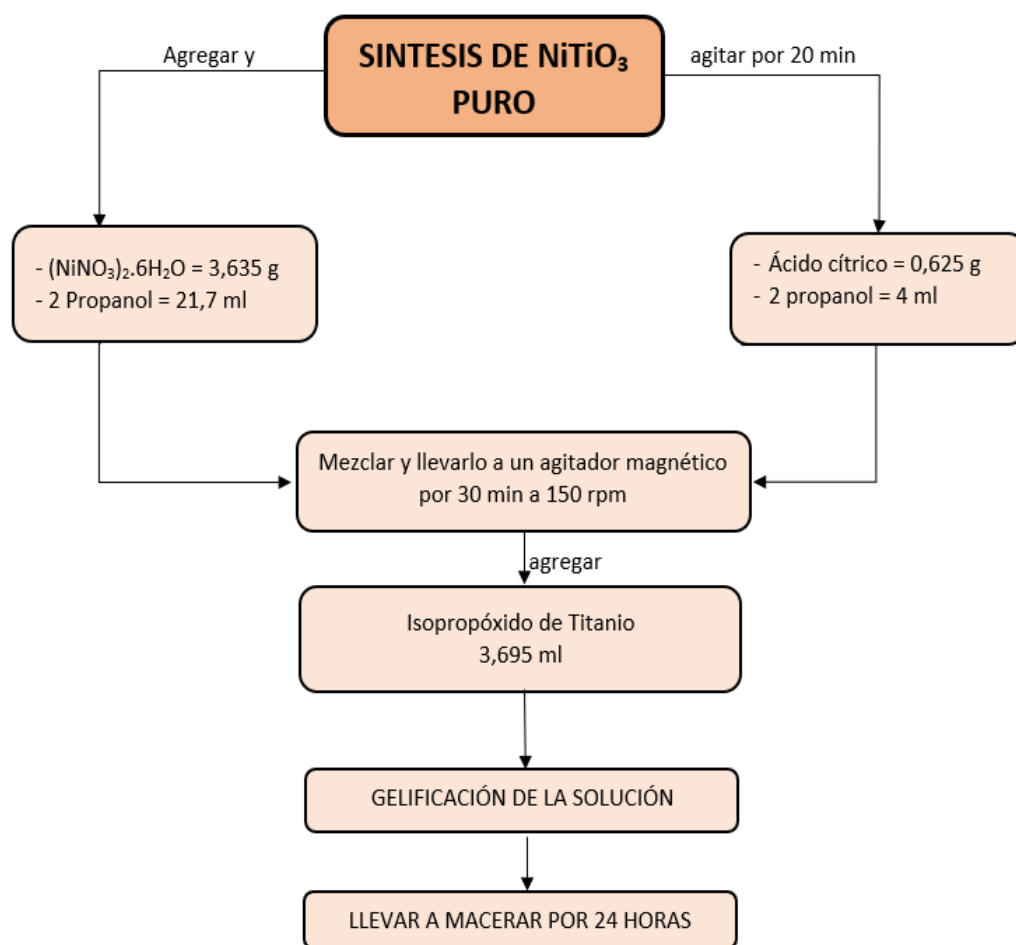 SINTESIS DE NiTiO₃
PURO
Agregar y
agitar por 20 min
- (NiNO₃)₂.6H₂O = 3,635 g
- 2 Propanol = 21,7 ml
- Ácido cítrico = 0,625 g
- 2 propanol = 4 ml
Mezclar y llevarlo a un agitador magnético
por 30 min a 150 rpm
agregar
Isopropóxido de Titanio
3,695 ml
GELIFICACIÓN DE LA SOLUCIÓN
LLEVAR A MACERAR POR 24 HORAS